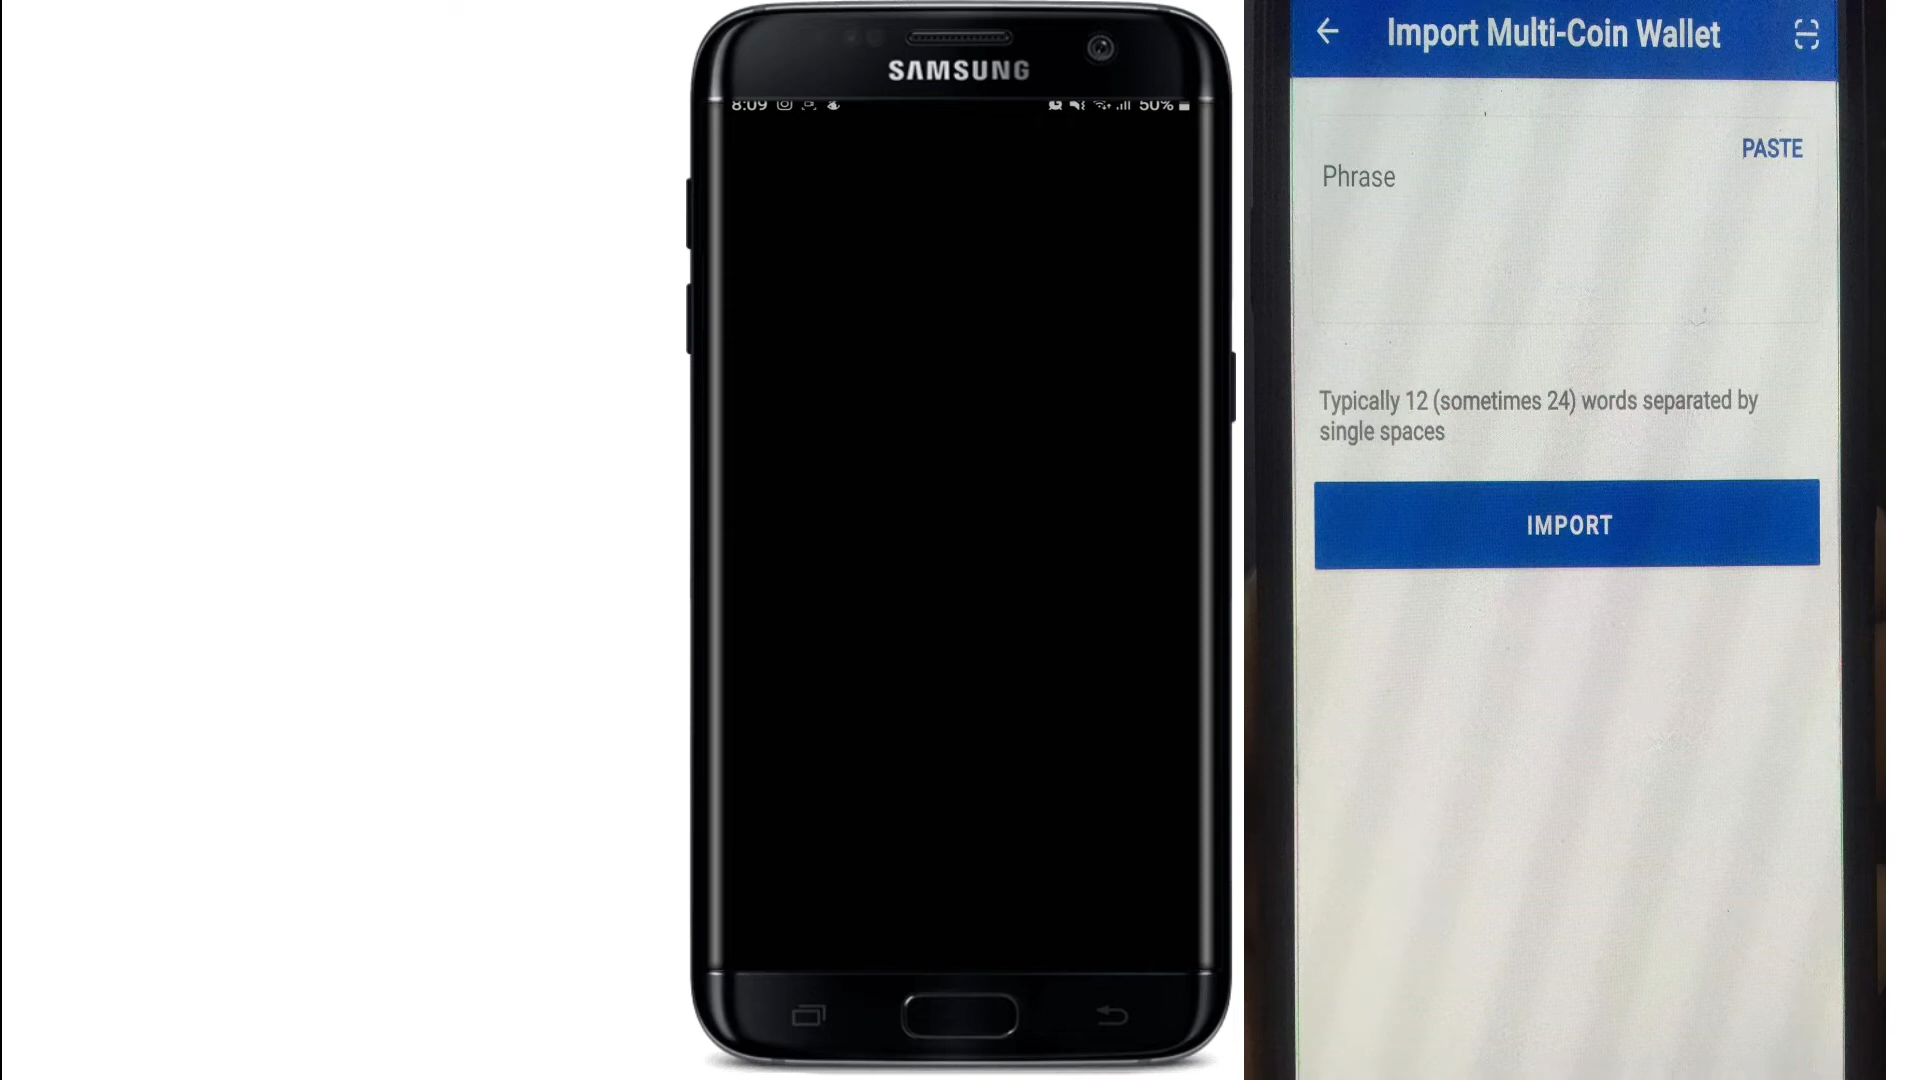 SAMSUNG
8:09 50%
Import Multi-Coin Wallet
PASTE
Phrase
Typically 12 (sometimes 24) words separated by
single spaces
IMPORT